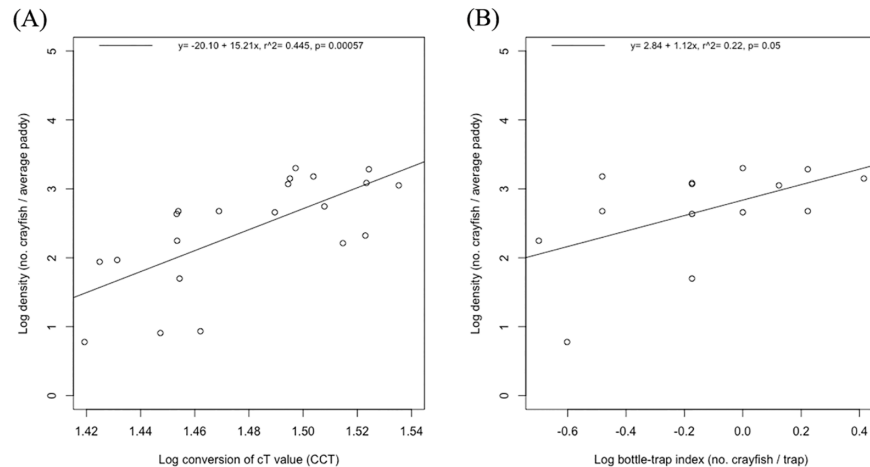 (A)
y= -20.10 + 15.21x, r^2= 0.445, p= 0.00057
Log density (no. crayfish / average paddy)
5
4
3
2
1
0
1.42 1.44 1.46 1.48 1.50 1.52 1.54
Log conversion of cT value (CCT)
(B)
y= 2.84 + 1.12x, r^2= 0.22, p= 0.05
Log density (no. crayfish / average paddy)
5
4
3
2
1
0
-0.6 -0.4 -0.2 0.0 0.2 0.4
Log bottle-trap index (no. crayfish / trap)